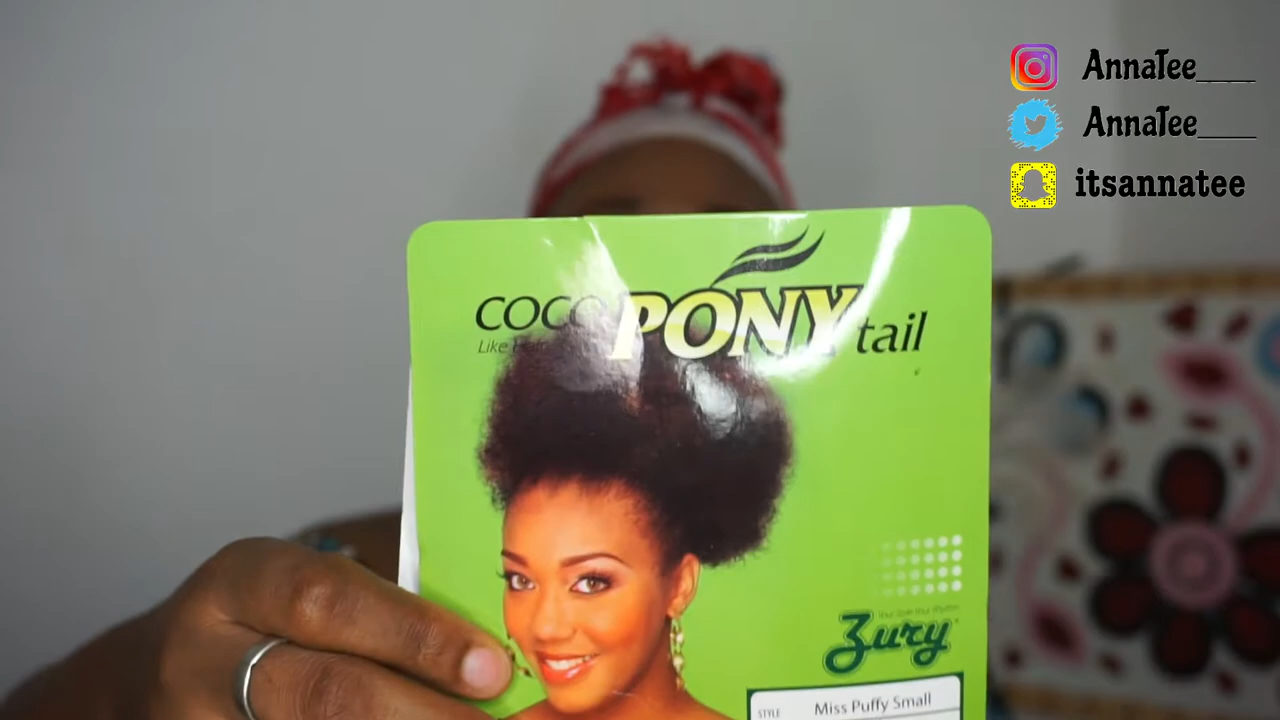 AnnaTee____
AnnaTee____
itsannatee
COCO PONY tail
Like
Zury
STYLE Miss Puffy Small